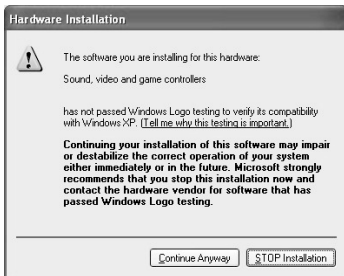 Hardware Installation
The software you are installing for this hardware:
Sound, video and game controllers
has not passed Windows Logo testing to verify its compatibility
with Windows XP. (Tell me why this testing is important.)
Continuing your installation of this software may impair
or destabilize the correct operation of your system
either immediately or in the future. Microsoft strongly
recommends that you stop this installation now and
contact the hardware vendor for software that has
passed Windows Logo testing.
Continue Anyway
STOP Installation